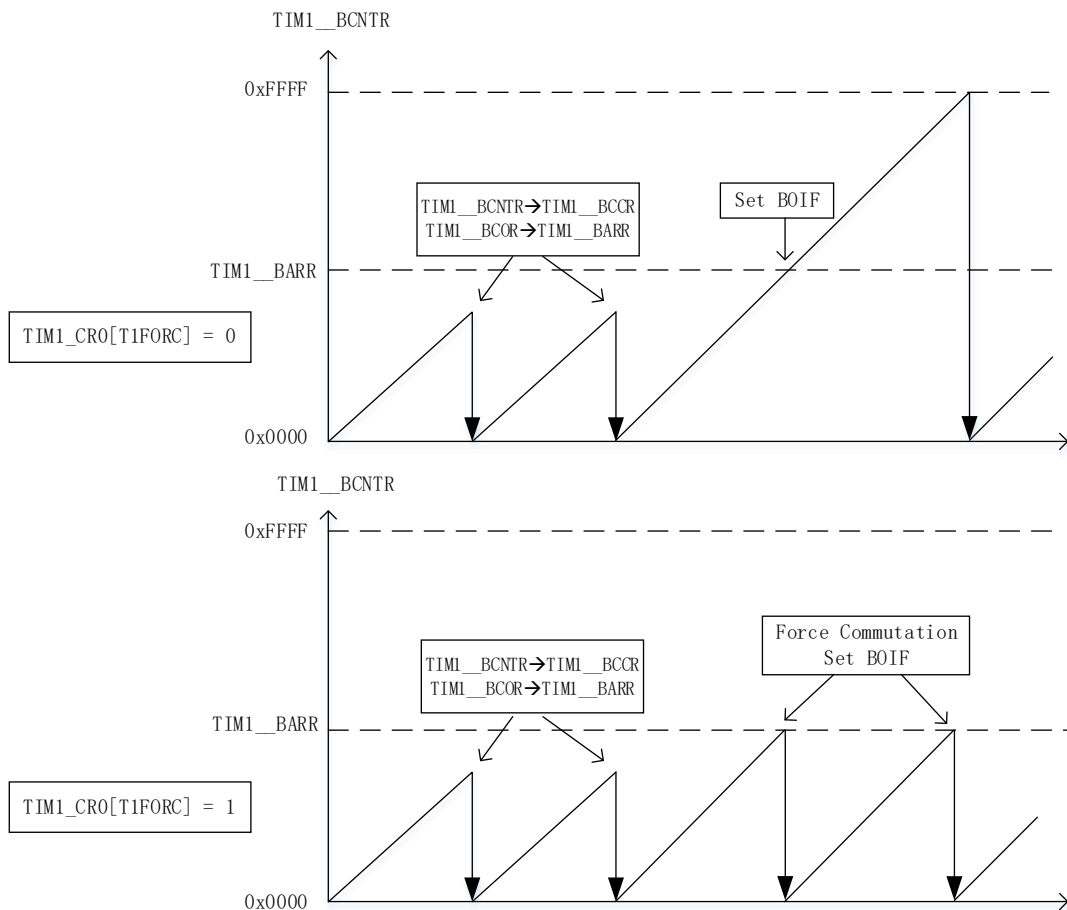 TIM1__BCNTR
0xFFFF
TIM1__BCNTR→TIM1__BCCR
TIM1__BCOR→TIM1__BARR
Set BOIF
TIM1__BARR
TIM1_CR0[T1FORC] = 0
0x0000
TIM1__BCNTR
0xFFFF
Force Commutation
Set BOIF
TIM1__BCNTR→TIM1__BCCR
TIM1__BCOR→TIM1__BARR
TIM1__BARR
TIM1_CR0[T1FORC] = 1
0x0000